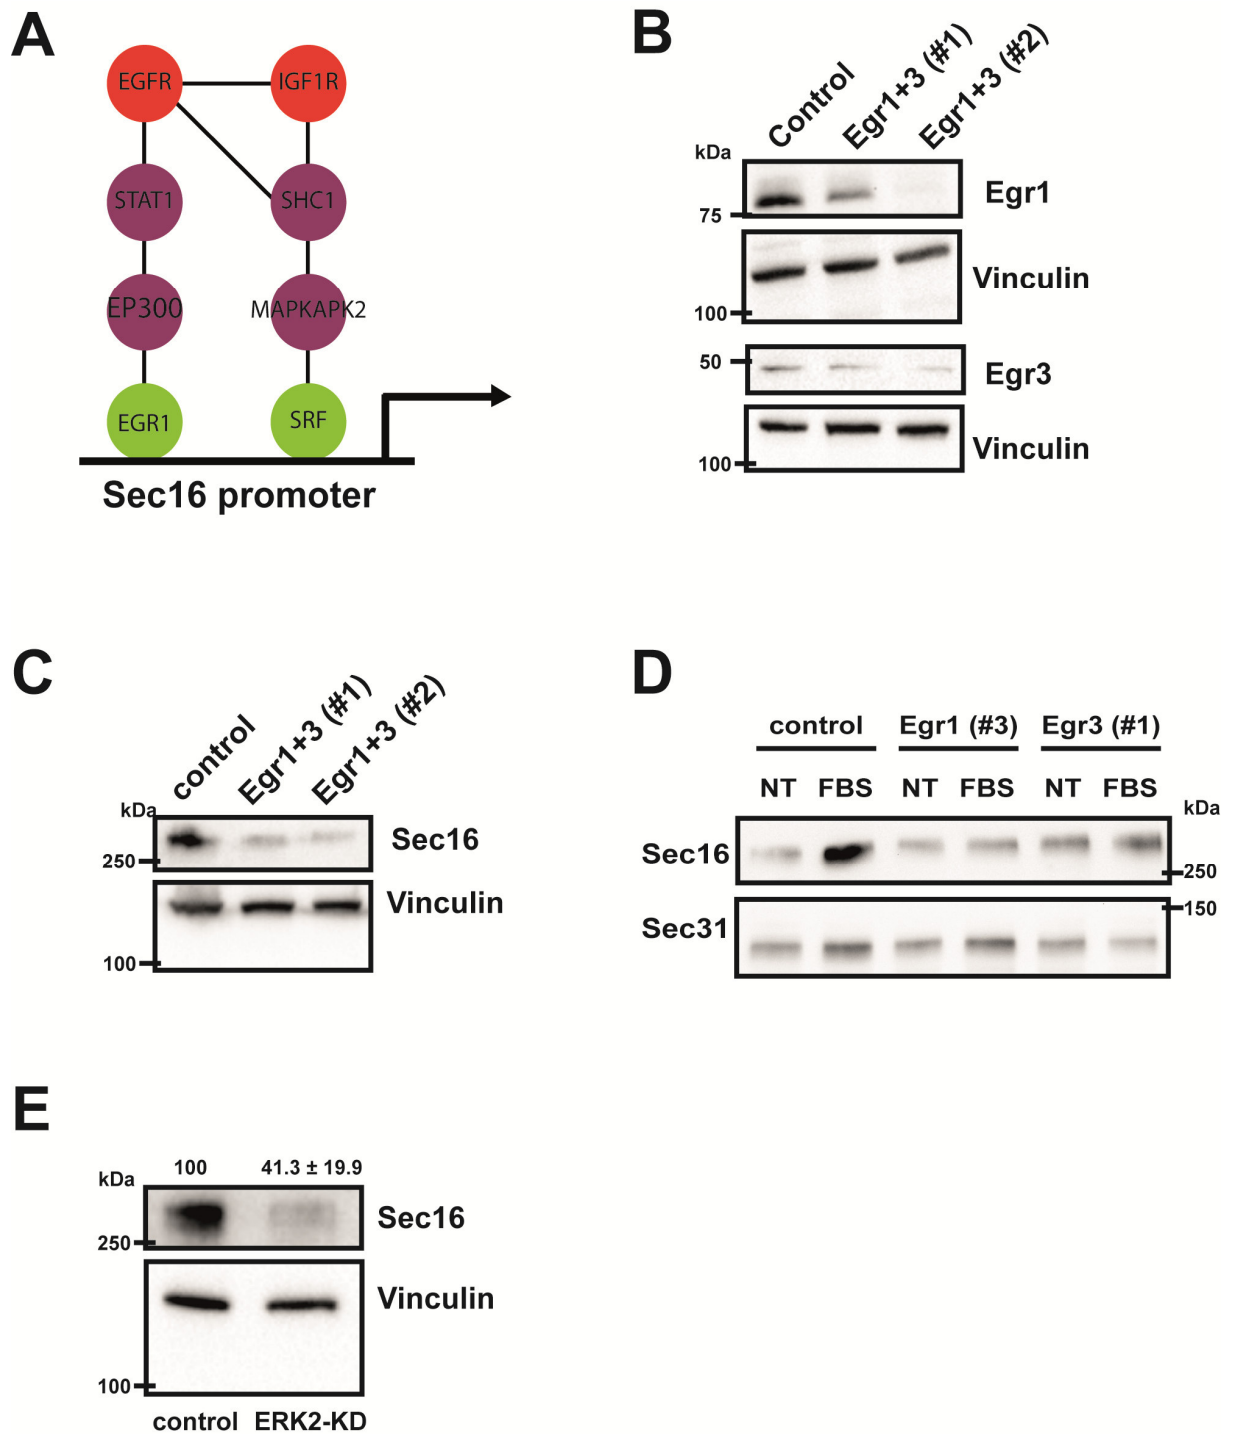 A
EGFR
IGF1R
STAT1
SHC1
EP300
MAPKAPK2
EGR1
SRF
Sec16 promoter
B
Control
Egr1+3 (#1)
Egr1+3 (#2)
kDa
Egr1
75
Vinculin
100
50
Egr3
Vinculin
100
C
control
Egr1+3 (#1)
Egr1+3 (#2)
kDa
Sec16
250
Vinculin
100
D
control Egr1 (#3) Egr3 (#1)
NT FBS NT FBS NT FBS
kDa
Sec16
250
150
Sec31
E
kDa 100 41.3 ± 19.9
Sec16
250
Vinculin
100
control ERK2-KD